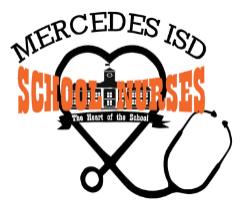 MERCEDES ISD
SCHOOL NURSES
The Heart of the School